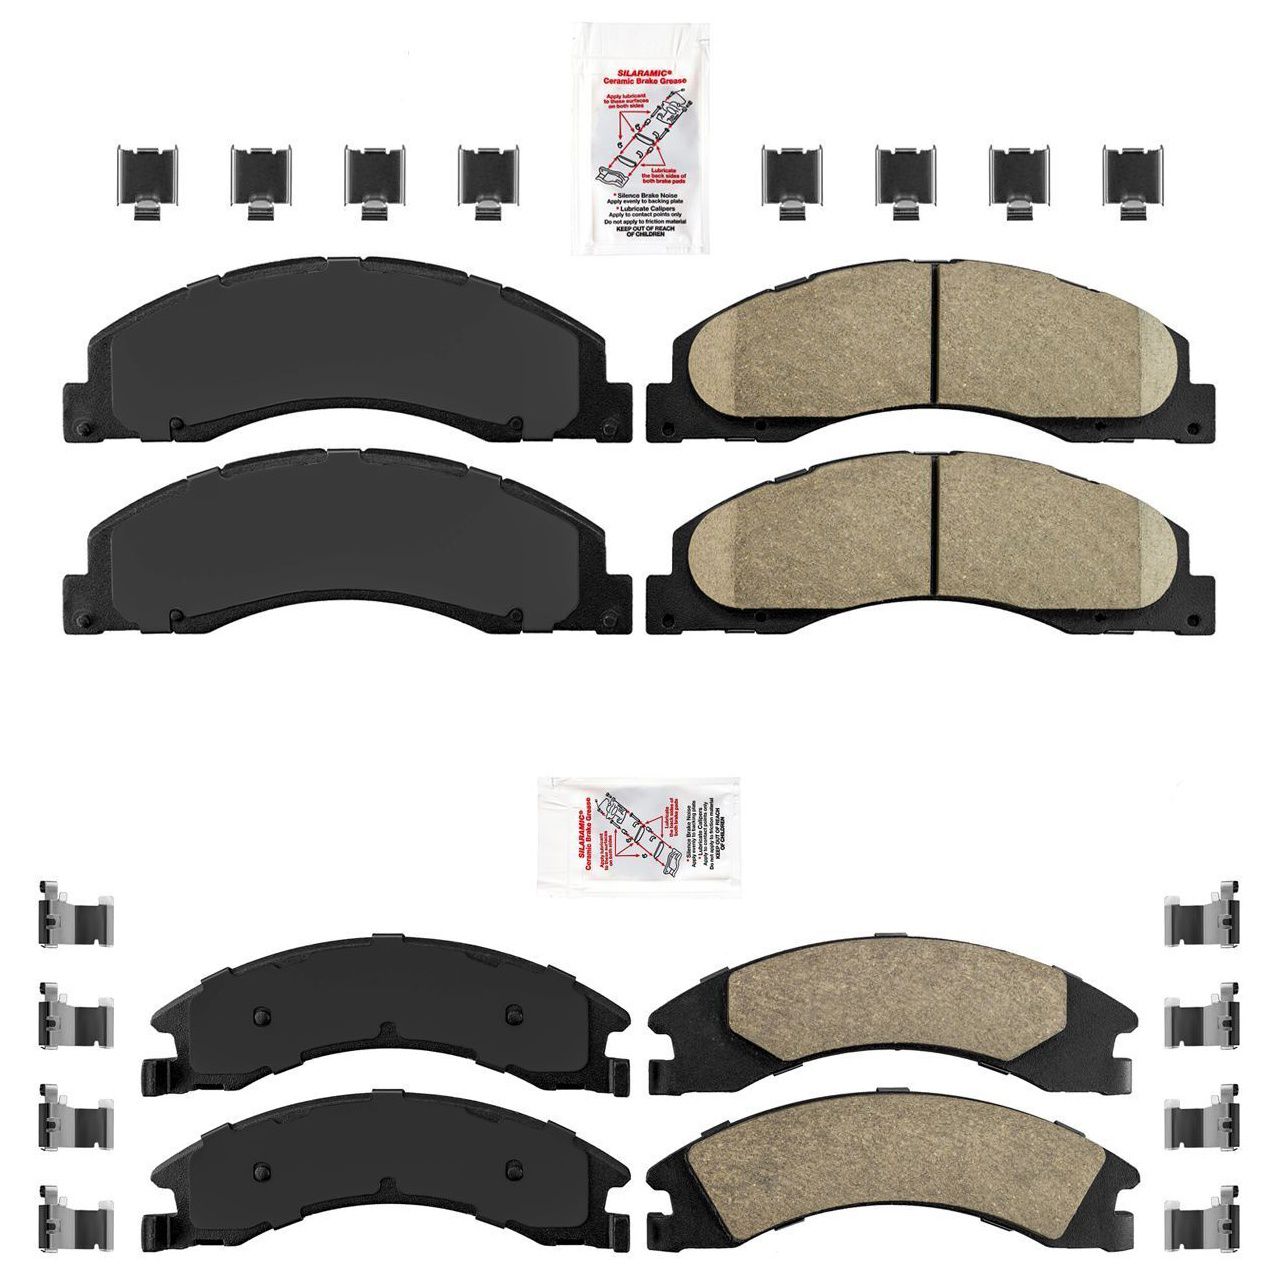 SILARAMIC®
Ceramic Brake Grease
Apply lubricant
to these surfaces
on both sides
Lubricate
the back sides of
both brake pads
* Silence Brake Noise
Apply evenly to backing plate
* Lubricate Calipers
Apply to contact points only
Do not apply to friction material
KEEP OUT OF REACH
OF CHILDREN
SILARAMIC®
Ceramic Brake Grease
Apply lubricant
to these surfaces
on both sides
Lubricate
the back sides of
both brake pads
* Silence Brake Noise
Apply evenly to backing plate
* Lubricate Calipers
Apply to contact points only
Do not apply to friction material
KEEP OUT OF REACH
OF CHILDREN